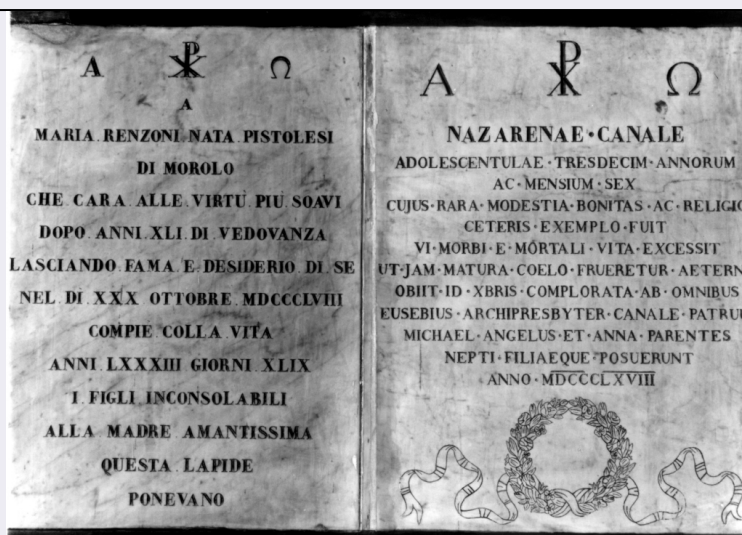 Α ☧ Ω
A
MARIA . RENZONI . NATA . PISTOLESI
DI MOROLO
CHE . CARA . ALLE . VIRTU . PIU . SOAVI
DOPO . ANNI . XLI . DI . VEDOVANZA
LASCIANDO . FAMA . E . DESIDERIO . DI . SE
NEL . DI . XXX . OTTOBRE . MDCCCLVIII
COMPIE . COLLA . VITA
ANNI . LXXXIII . GIORNI . XLIX
I . FIGLI . INCONSOLABILI
ALLA . MADRE . AMANTISSIMA
QUESTA . LAPIDE
PONEVANO
Α ☧ Ω
NAZARENAE · CANALE
ADOLESCENTULAE · TRESDECIM · ANNORUM
AC · MENSIUM · SEX
CUJUS · RARA · MODESTIA · BONITAS · AC · RELIGIO
CETERIS · EXEMPLO · FUIT
VI · MORBI · E · MORTALI · VITA · EXCESSIT
UT · JAM · MATURA · COELO · FRUERETUR · AETERN
OBIIT · ID · XBRIS · COMPLORATA · AB · OMNIBUS
EUSEBIUS · ARCHIPRESBYTER · CANALE · PATRUU
MICHAEL · ANGELUS · ET · ANNA · PARENTES
NEPTI · FILIAEQUE · POSUERUNT
ANNO · MDCCCLXVIII